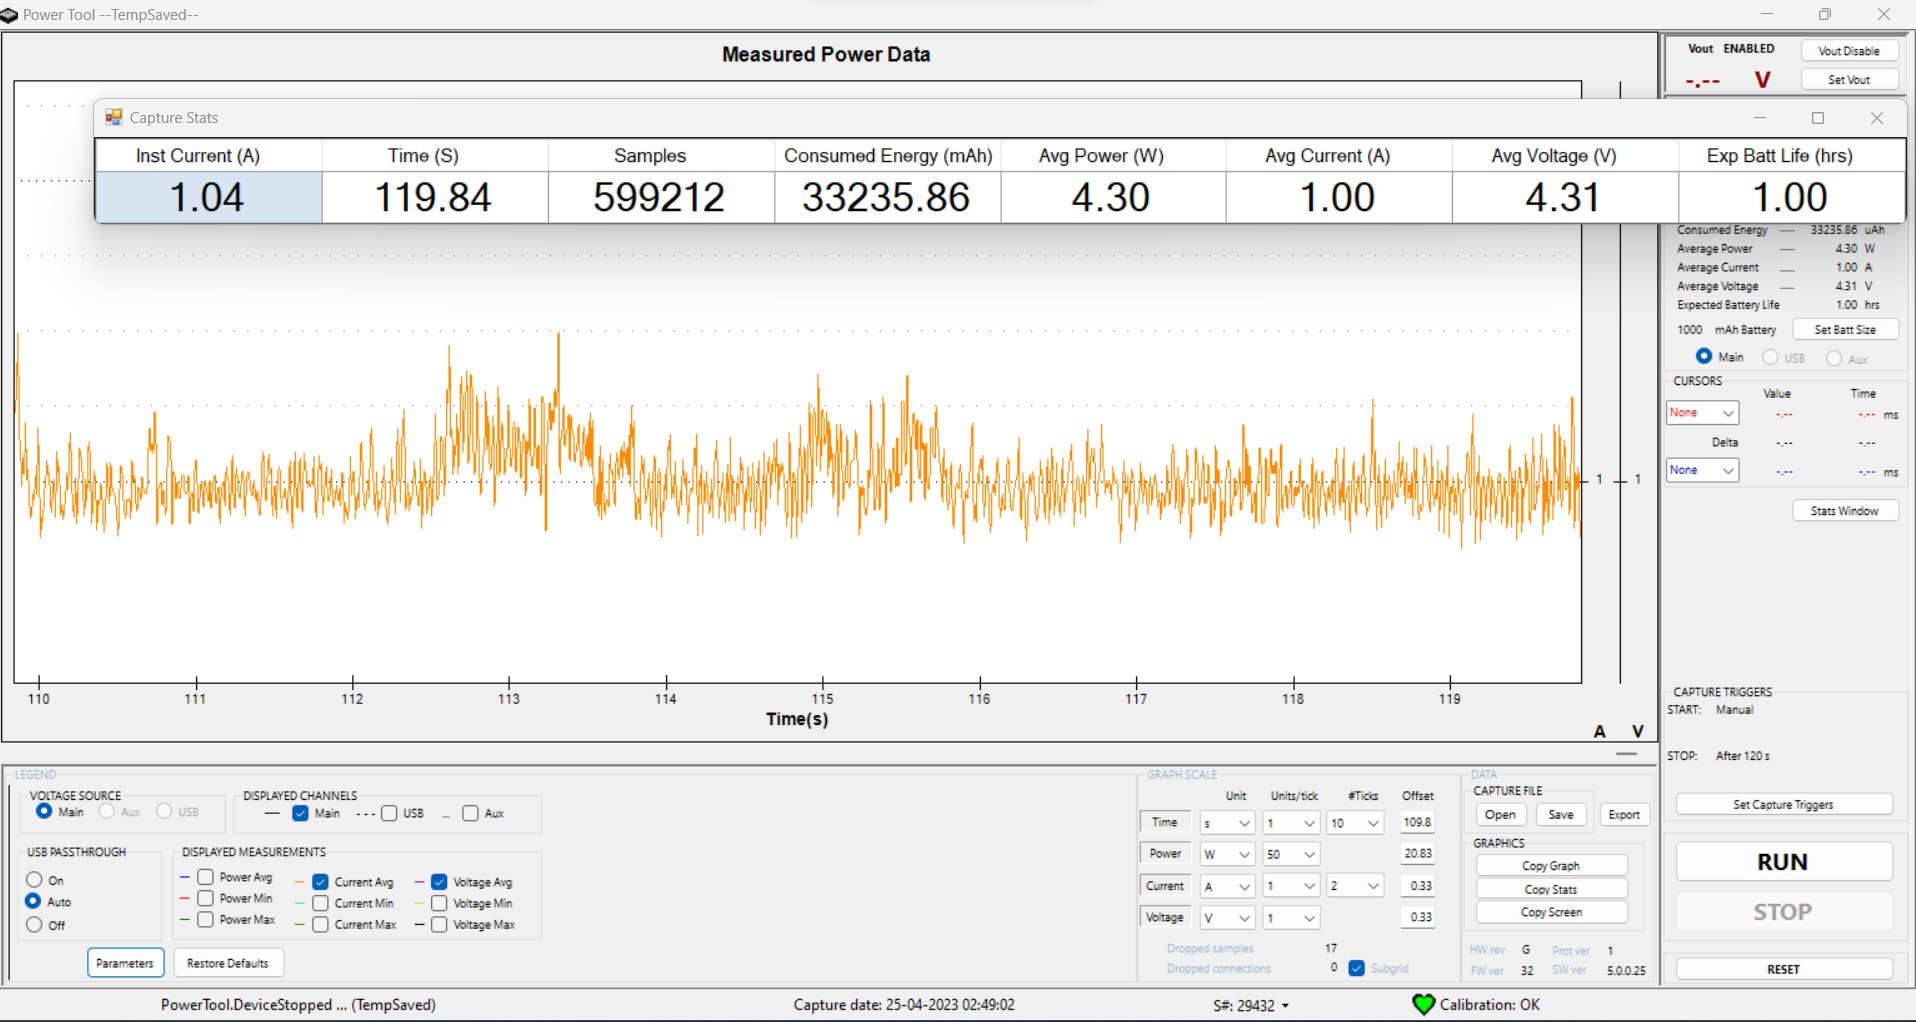 Power Tool --TempSaved--
Measured Power Data
Vout ENABLED
Vout Disable
-.-- V
Set Vout
Capture Stats
Inst Current (A) Time (S) Samples Consumed Energy (mAh) Avg Power (W) Avg Current (A) Avg Voltage (V) Exp Batt Life (hrs)
1.04 119.84 599212 33235.86 4.30 1.00 4.31 1.00
Consumed Energy 33235.86 uAh
Average Power 4.30 W
Average Current 1.00 A
Average Voltage 4.31 V
Expected Battery Life 1.00 hrs
1000 mAh Battery Set Batt Size
Main USB Aux
CURSORS
Value Time
None -.-- -.-- ms
Delta -.-- -.--
None -.-- -.-- ms
Stats Window
1 1
110 111 112 113 114 115 116 117 118 119
Time(s)
A V
CAPTURE TRIGGERS
START: Manual
STOP: After 120 s
Set Capture Triggers
RUN
STOP
RESET
LEGEND
VOLTAGE SOURCE
Main Aux USB
DISPLAYED CHANNELS
Main USB Aux
USB PASSTHROUGH
On
Auto
Off
DISPLAYED MEASUREMENTS
Power Avg Current Avg Voltage Avg
Power Min Current Min Voltage Min
Power Max Current Max Voltage Max
Parameters Restore Defaults
GRAPH SCALE
Unit Units/tick #Ticks Offset
Time s 1 10 109.8
Power W 50 20.83
Current A 1 2 0.33
Voltage V 1 0.33
Dropped samples 17
Dropped connections 0 Subgrid
DATA
CAPTURE FILE
Open Save Export
GRAPHICS
Copy Graph
Copy Stats
Copy Screen
HW rev G Prot ver 1
FW ver 32 SW ver 5.0.0.25
PowerTool.DeviceStopped ... (TempSaved) Capture date: 25-04-2023 02:49:02 S#: 29432 Calibration: OK